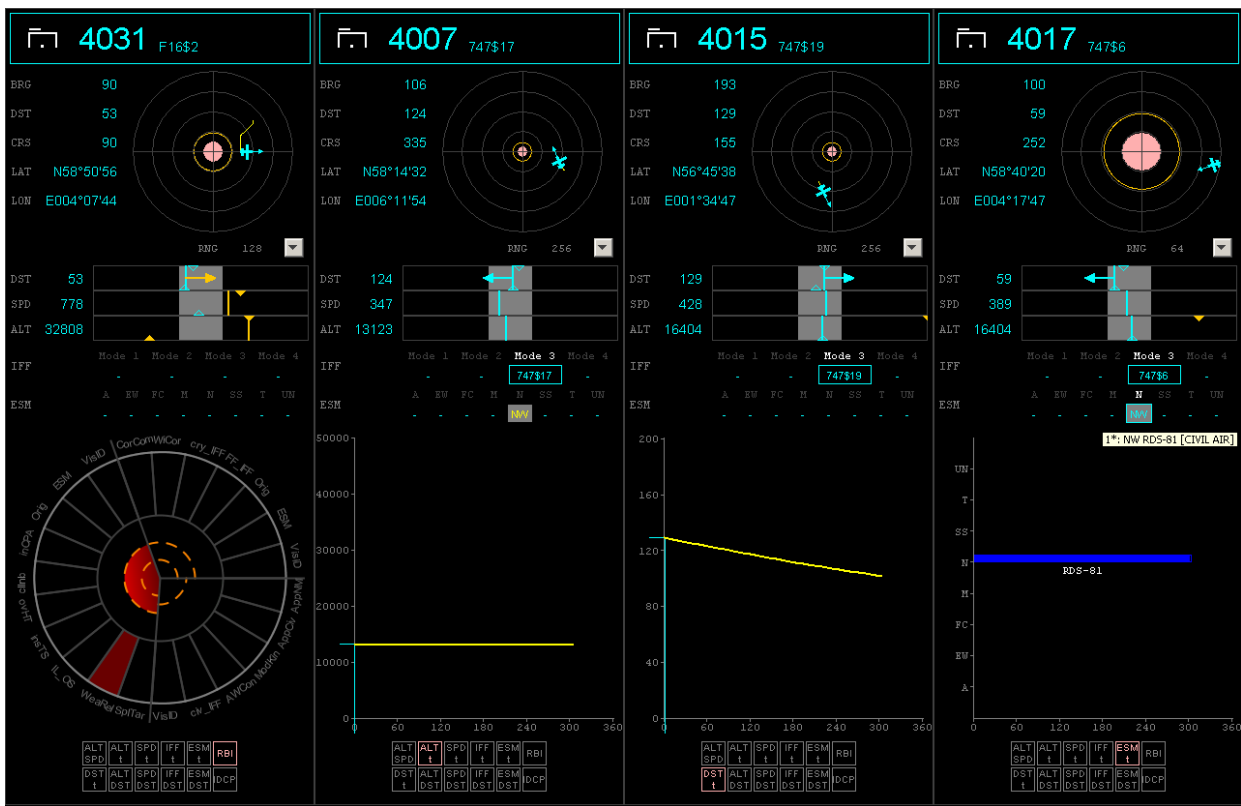 4031 F16$2
BRG 90
DST 53
CRS 90
LAT N58°50'56
LON E004°07'44
RNG 128
DST 53
SPD 778
ALT 32808
Mode 1 Mode 2 Mode 3 Mode 4
IFF - - - -
A EW FC M N SS T UN
ESM - - - - - - - -
VisID CorCom WiCor cry_IFF FF_IFF Orig ESM VisID
ESM
Orig
inCPA
clInb
IL_OS WeaRel SplTar VisID civ_IFF AWCon ModKin AppCiv
insTS
ALT SPD ALT t SPD t IFF t ESM t RBI
DST t ALT DST SPD DST IFF DST ESM DST IDCP
4007 747$17
BRG 106
DST 124
CRS 335
LAT N58°14'32
LON E006°11'54
RNG 256
DST 124
SPD 347
ALT 13123
Mode 1 Mode 2 Mode 3 Mode 4
IFF - - 747$17 -
A EW FC M N SS T UN
ESM - - - - NW - - -
50000
40000
30000
20000
10000
0
0 60 120 180 240 300 360
ALT SPD ALT t SPD t IFF t ESM t RBI
DST t ALT DST SPD DST IFF DST ESM DST IDCP
4015 747$19
BRG 193
DST 129
CRS 155
LAT N56°45'38
LON E001°34'47
RNG 256
DST 129
SPD 428
ALT 16404
Mode 1 Mode 2 Mode 3 Mode 4
IFF - - 747$19 -
A EW FC M N SS T UN
ESM - - - - - - - -
200
160
120
80
40
0
0 60 120 180 240 300 360
ALT SPD ALT t SPD t IFF t ESM t RBI
DST t ALT DST SPD DST IFF DST ESM DST IDCP
4017 747$6
BRG 100
DST 59
CRS 252
LAT N58°40'20
LON E004°17'47
RNG 64
DST 59
SPD 389
ALT 16404
Mode 1 Mode 2 Mode 3 Mode 4
IFF - - 747$6 -
A EW FC M N SS T UN
ESM - - - - NW - - -
1*: NW RDS-81 [CIVIL AIR]
UN
T
SS
N
RDS-81
M
FC
EW
A
0 60 120 180 240 300 360
ALT SPD ALT t SPD t IFF t ESM t RBI
DST t ALT DST SPD DST IFF DST ESM DST IDCP